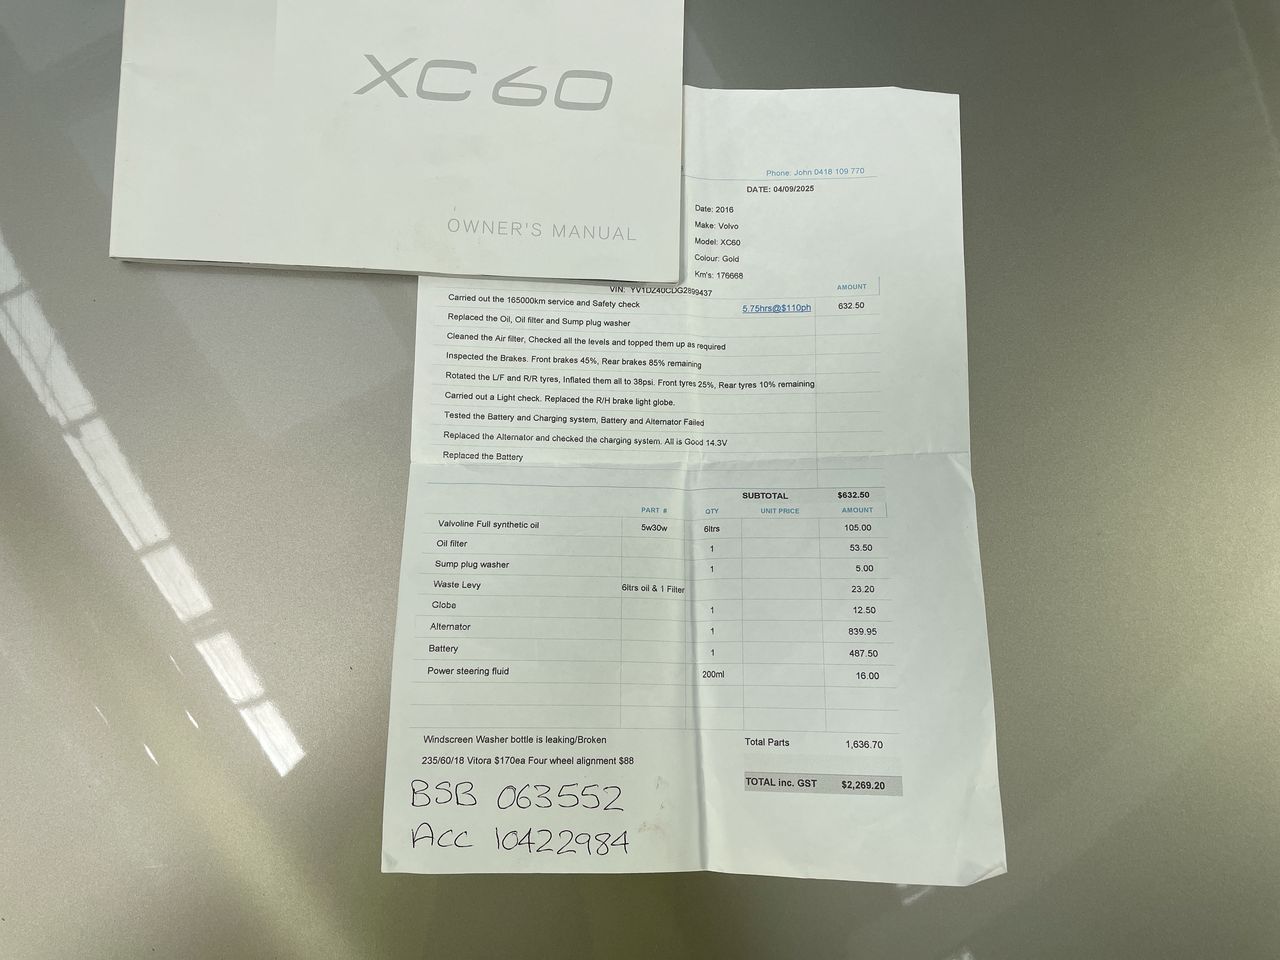 XC60
OWNER'S MANUAL
Phone: John 0418 109 770
DATE: 04/09/2025
Date: 2016
Make: Volvo
Model: XC60
Colour: Gold
Km's: 176668
VIN: YV1DZ40CDG2899437
AMOUNT
Carried out the 165000km service and Safety check 5.75hrs@$110ph 632.50
Replaced the Oil, Oil filter and Sump plug washer
Cleaned the Air filter, Checked all the levels and topped them up as required
Inspected the Brakes. Front brakes 45%, Rear brakes 85% remaining
Rotated the L/F and R/R tyres, Inflated them all to 38psi. Front tyres 25%, Rear tyres 10% remaining
Carried out a Light check. Replaced the R/H brake light globe.
Tested the Battery and Charging system, Battery and Alternator Failed
Replaced the Alternator and checked the charging system. All is Good 14.3V
Replaced the Battery
SUBTOTAL $632.50
PART # QTY UNIT PRICE AMOUNT
Valvoline Full synthetic oil 5w30w 6ltrs 105.00
Oil filter 1 53.50
Sump plug washer 1 5.00
Waste Levy 6ltrs oil & 1 Filter 23.20
Globe 1 12.50
Alternator 1 839.95
Battery 1 487.50
Power steering fluid 200ml 16.00
Windscreen Washer bottle is leaking/Broken Total Parts 1,636.70
235/60/18 Vitora $170ea Four wheel alignment $88
TOTAL inc. GST $2,269.20
BSB 063552
ACC 10422984